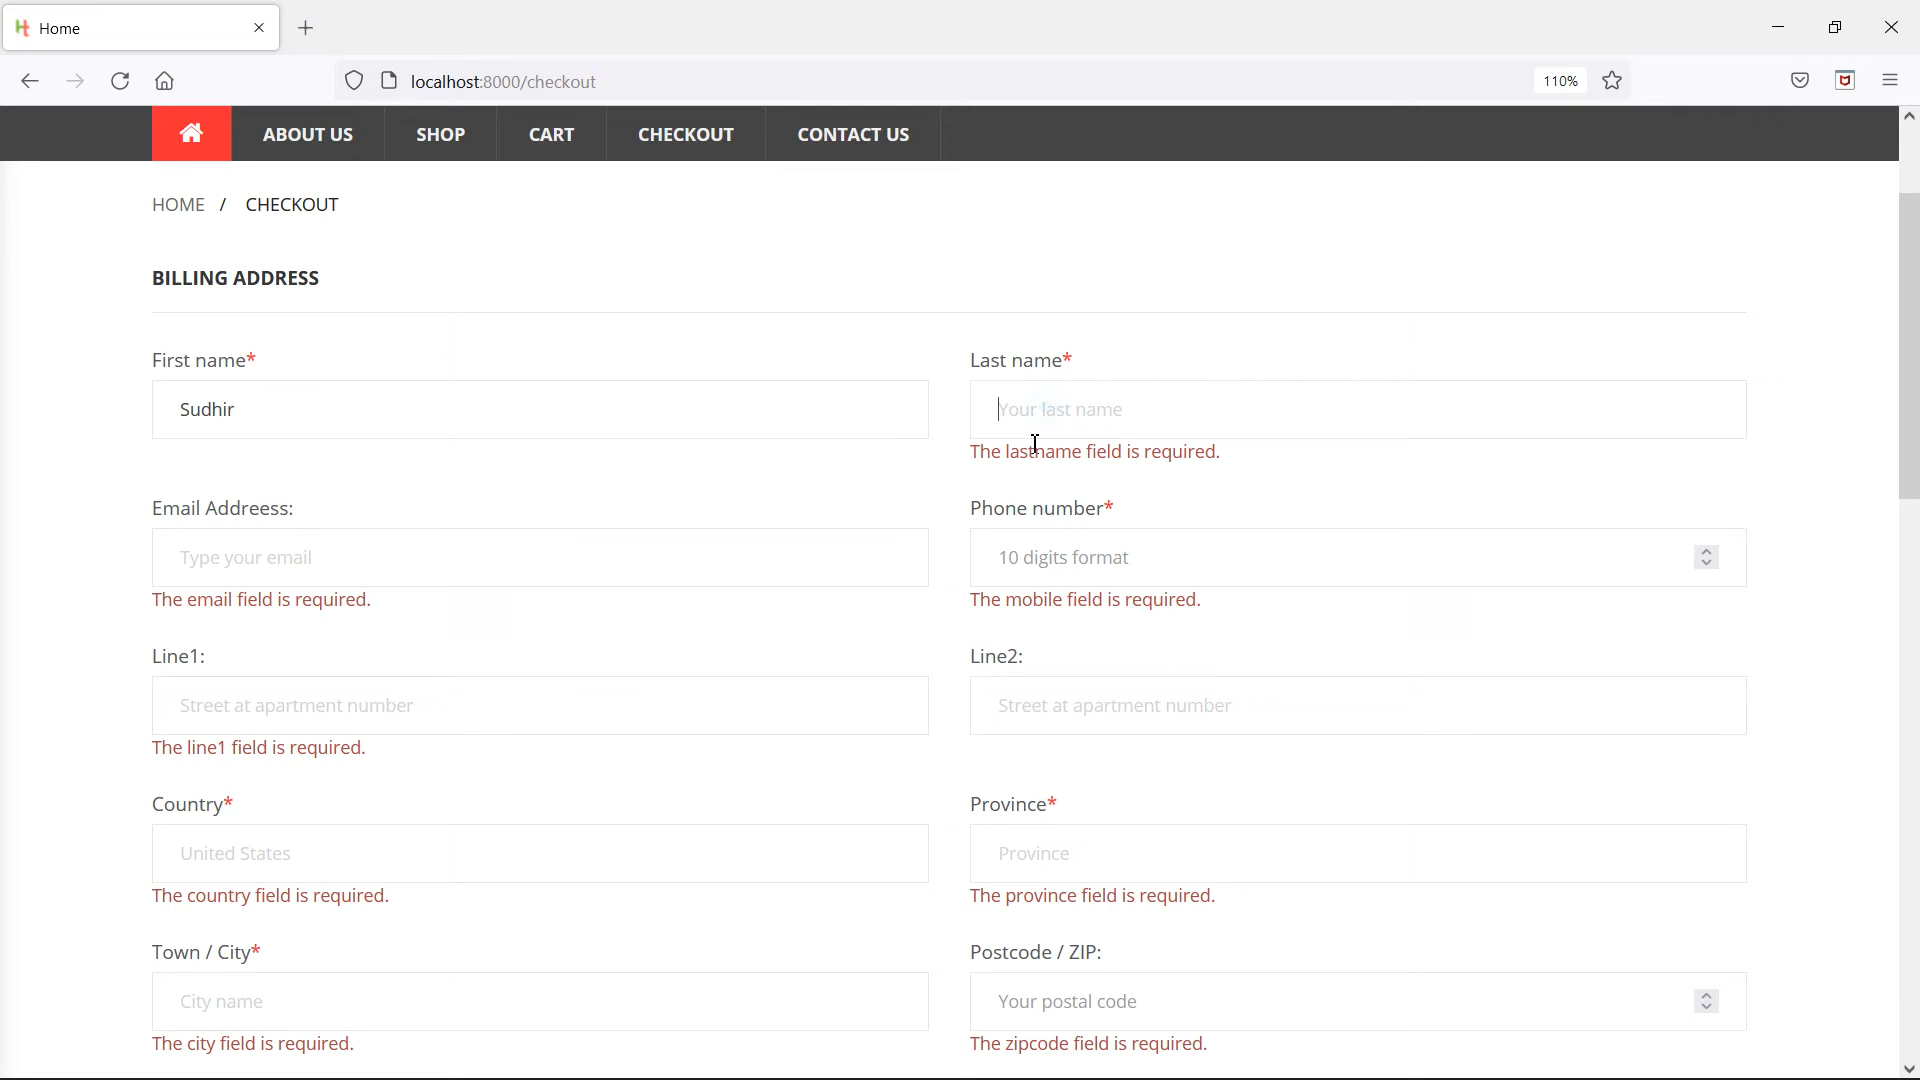 Home
localhost:8000/checkout
110%
ABOUT US
SHOP
CART
CHECKOUT
CONTACT US
HOME / CHECKOUT
BILLING ADDRESS
First name*
Last name*
Sudhir
Your last name
The lastname field is required.
Email Addreess:
Phone number*
Type your email
10 digits format
The email field is required.
The mobile field is required.
Line1:
Line2:
Street at apartment number
Street at apartment number
The line1 field is required.
Country*
Province*
United States
Province
The country field is required.
The province field is required.
Town / City*
Postcode / ZIP:
City name
Your postal code
The city field is required.
The zipcode field is required.